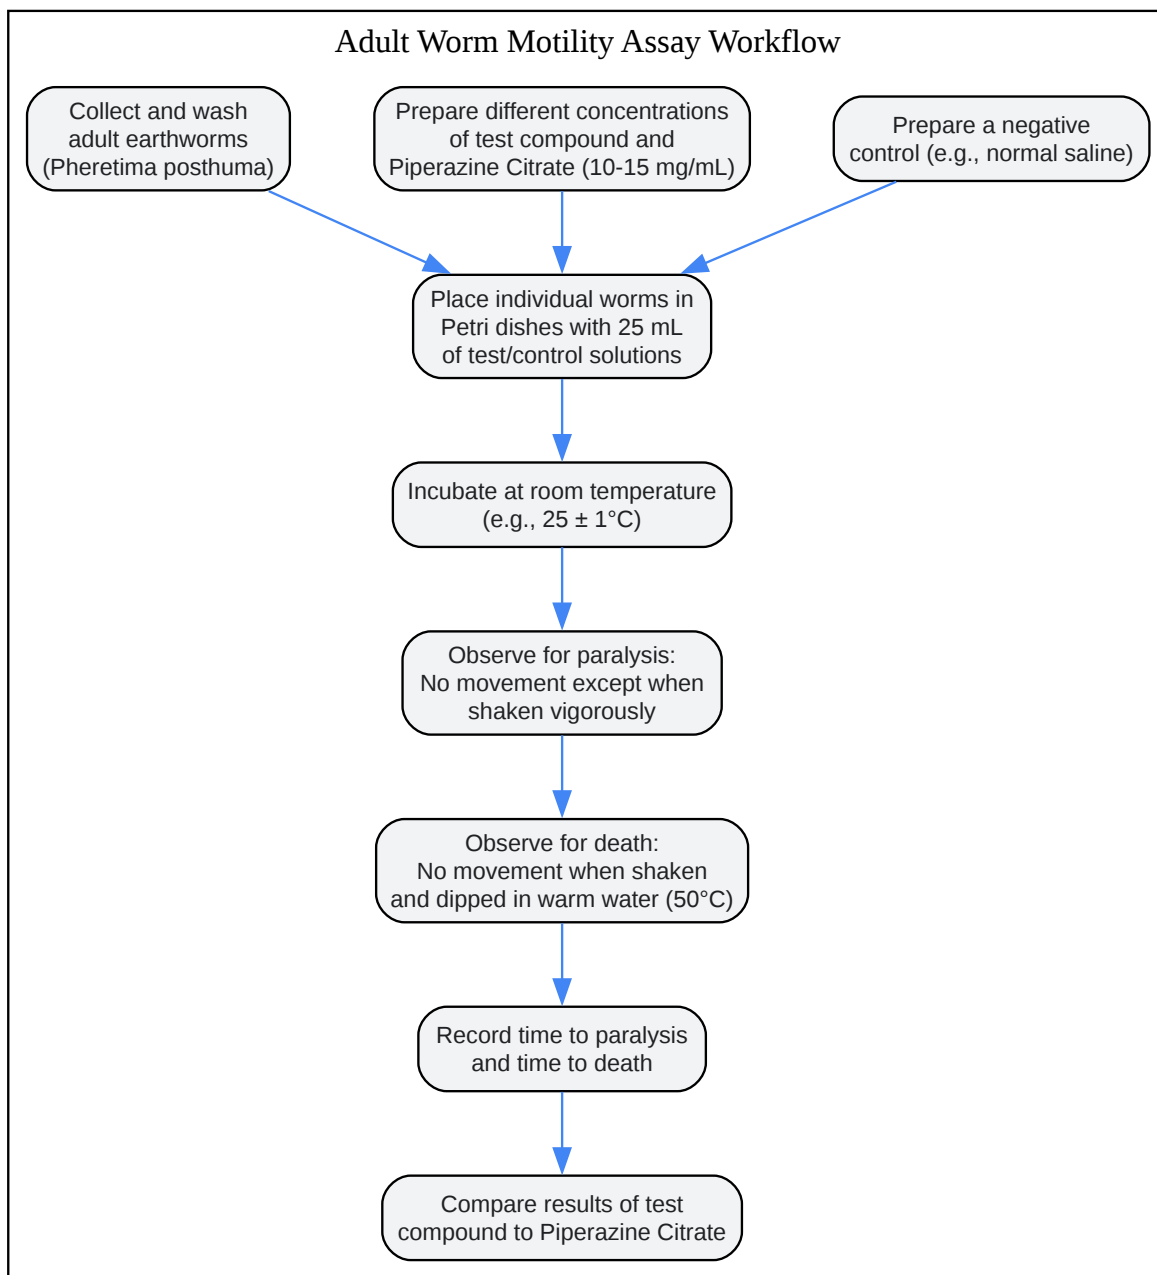 Adult Worm Motility Assay Workflow
Collect and wash
adult earthworms
(Pheretima posthuma)
Prepare different concentrations
of test compound and
Piperazine Citrate (10-15 mg/mL)
Prepare a negative
control (e.g., normal saline)
Place individual worms in
Petri dishes with 25 mL
of test/control solutions
Incubate at room temperature
(e.g., 25 ± 1°C)
Observe for paralysis:
No movement except when
shaken vigorously
Observe for death:
No movement when shaken
and dipped in warm water (50°C)
Record time to paralysis
and time to death
Compare results of test
compound to Piperazine Citrate